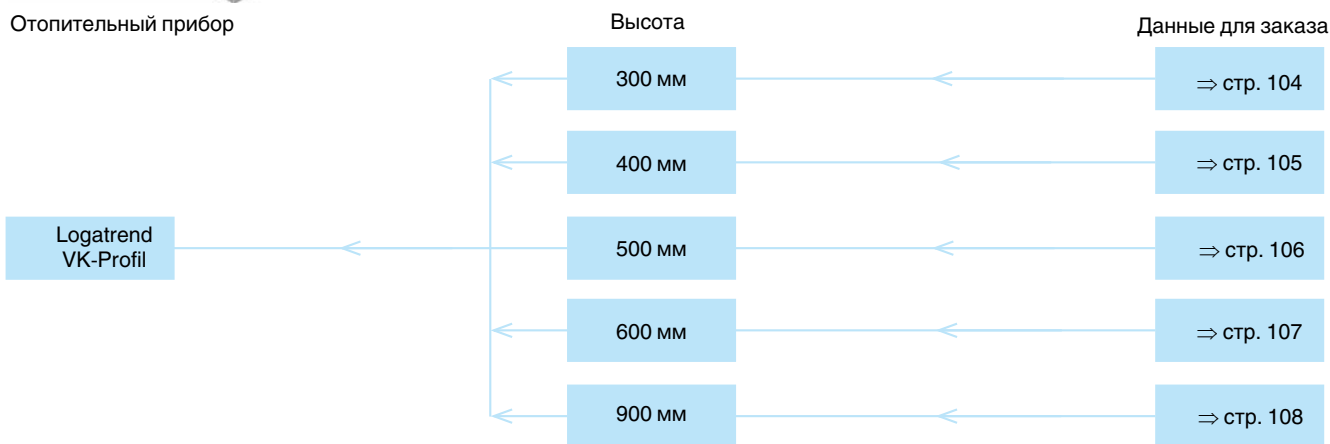 Отопительный прибор
Высота
Данные для заказа
300 мм
⇒ стр. 104
400 мм
⇒ стр. 105
Logatrend
VK-Profil
500 мм
⇒ стр. 106
600 мм
⇒ стр. 107
900 мм
⇒ стр. 108